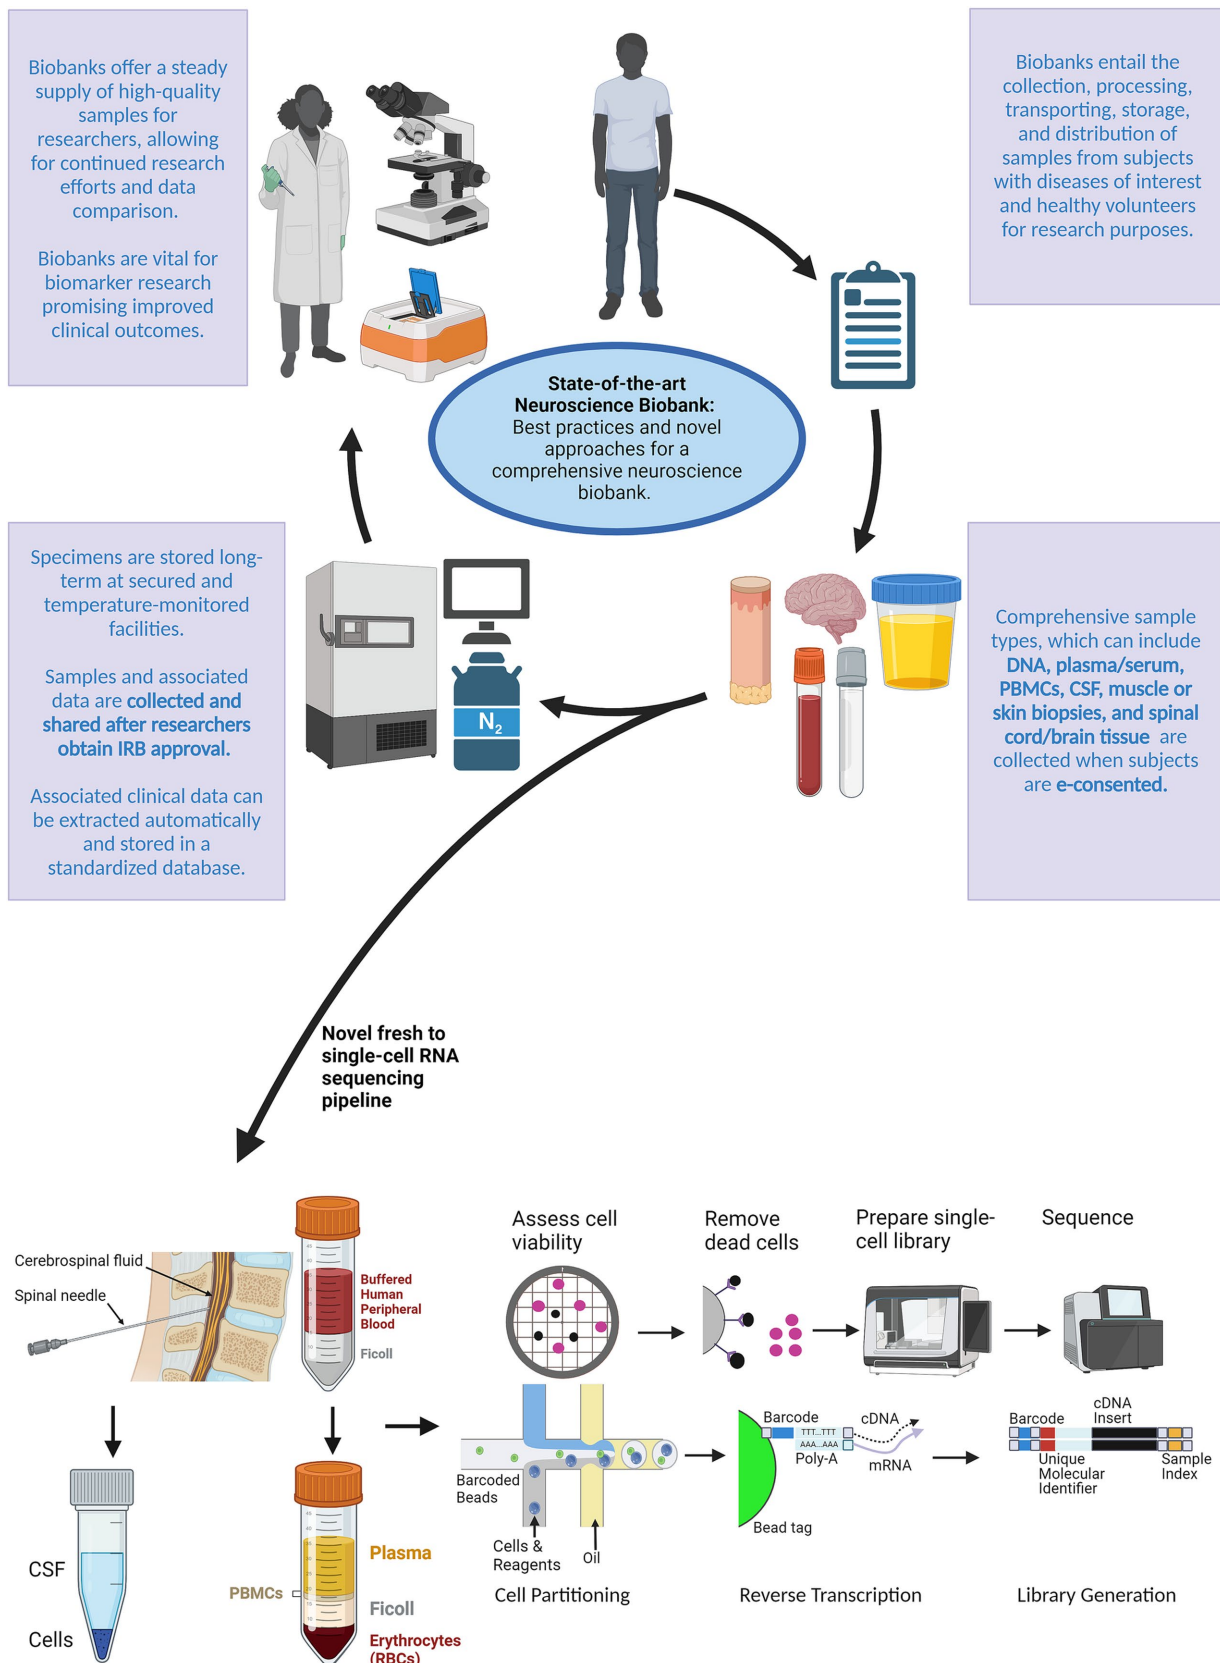 Biobanks offer a steady
supply of high-quality
samples for
researchers, allowing
for continued research
efforts and data
comparison.
Biobanks are vital for
biomarker research
promising improved
clinical outcomes.
Biobanks entail the
collection, processing,
transporting, storage,
and distribution of
samples from subjects
with diseases of interest
and healthy volunteers
for research purposes.
State-of-the-art
Neuroscience Biobank:
Best practices and novel
approaches for a
comprehensive neuroscience
biobank.
Specimens are stored long-
term at secured and
temperature-monitored
facilities.
Samples and associated
data are collected and
shared after researchers
obtain IRB approval.
Associated clinical data can
be extracted automatically
and stored in a
standardized database.
N2
Comprehensive sample
types, which can include
DNA, plasma/serum,
PBMCs, CSF, muscle or
skin biopsies, and spinal
cord/brain tissue are
collected when subjects
are e-consented.
Novel fresh to
single-cell RNA
sequencing
pipeline
Cerebrospinal fluid
Spinal needle
Buffered
Human
Peripheral
Blood
Ficoll
Assess cell
viability
Remove
dead cells
Prepare single-
cell library
Sequence
CSF
Cells
PBMCs
Plasma
Ficoll
Erythrocytes
(RBCs)
Barcoded
Beads
Cells &
Reagents
Oil
Cell Partitioning
Barcode
cDNA
TTT...TTT
AAA...AAA
Poly-A
mRNA
Bead tag
Reverse Transcription
cDNA
Insert
Barcode
Unique
Molecular
Identifier
Sample
Index
Library Generation